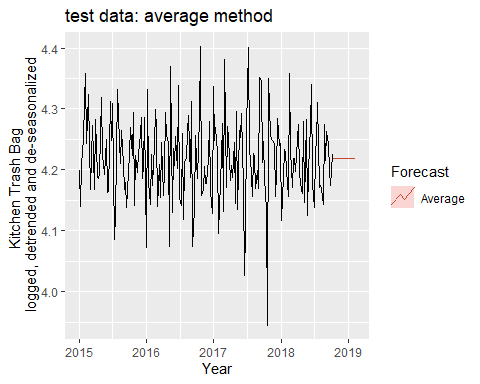 test data: average method
Kitchen Trash Bag
logged, detrended and de-seasonalized
4.4
4.3
4.2
4.1
4.0
2015 2016 2017 2018 2019
Year
Forecast
Average